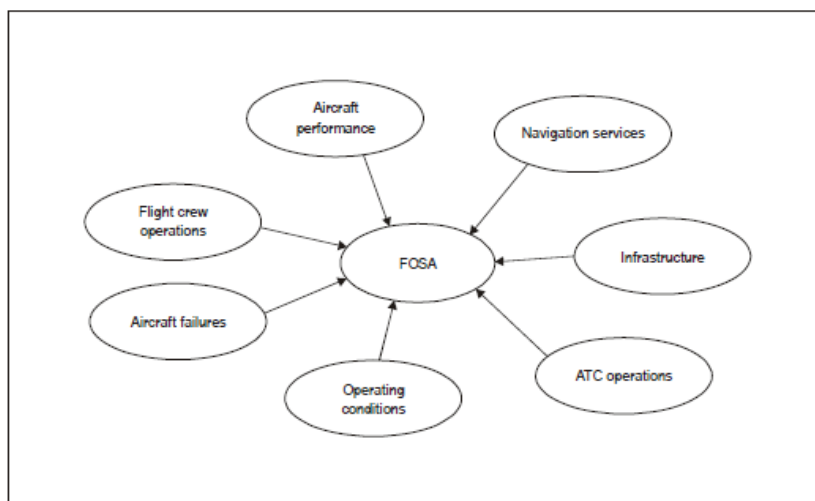 Aircraft
performance
Navigation services
Flight crew
operations
FOSA
Infrastructure
Aircraft failures
Operating
conditions
ATC operations